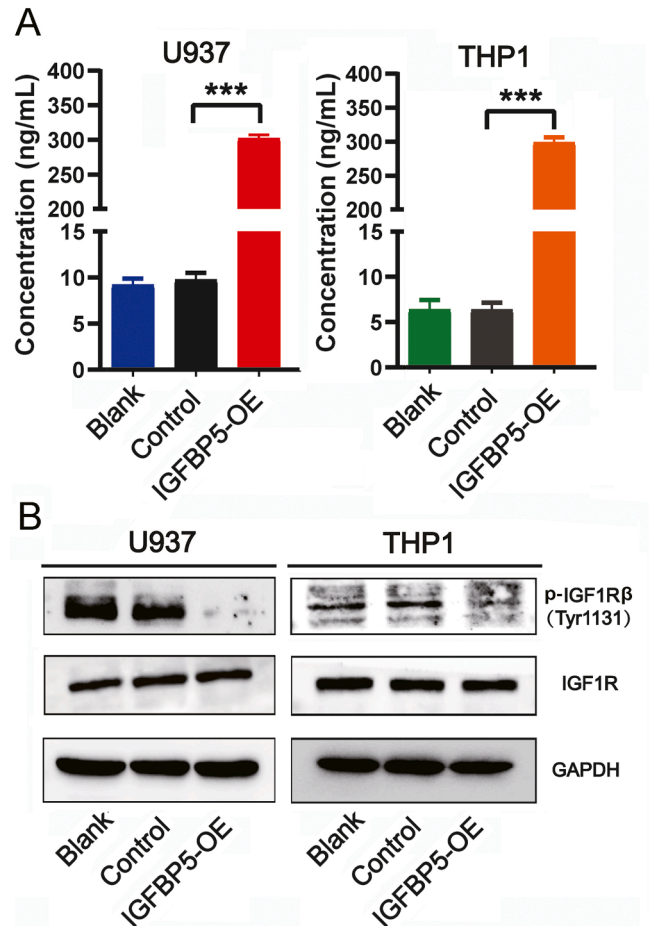 A
U937
THP1
Concentration (ng/mL)
400
350
300
250
200
15
10
5
0
***
Blank
Control
IGFBP5-OE
Concentration (ng/mL)
400
350
300
250
200
15
10
5
0
***
Blank
Control
IGFBP5-OE
B
U937
THP1
p-IGF1Rβ
(Tyr1131)
IGF1R
GAPDH
Blank
Control
IGFBP5-OE
Blank
Control
IGFBP5-OE